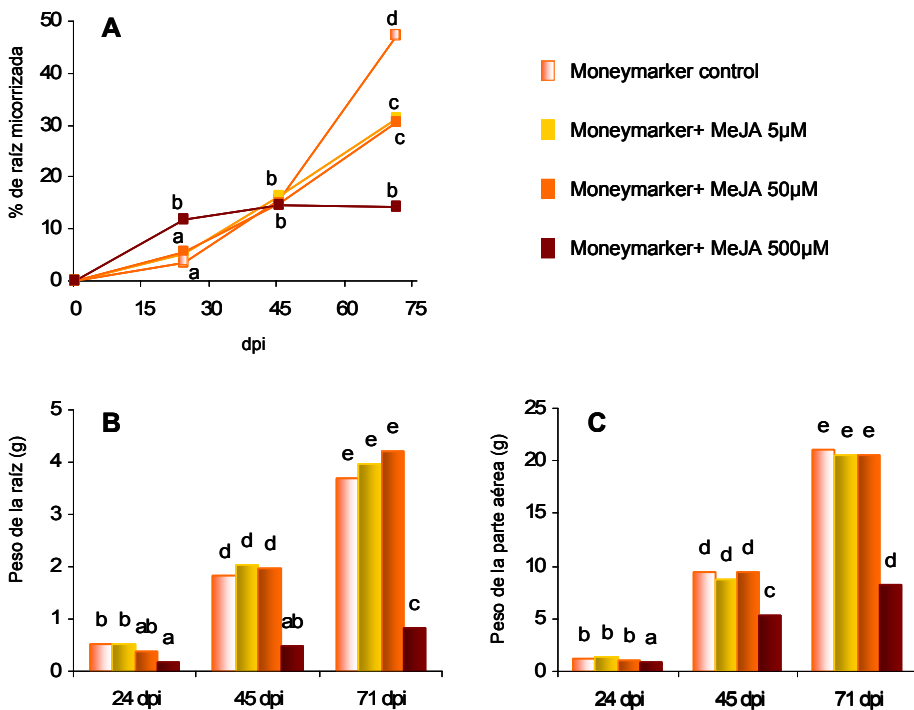 A
% de raíz micorrizada
50
40
30
20
10
0
d
c
c
b
b
b
b
a
a
0 15 30 45 60 75
dpi
Moneymarker control
Moneymarker+ MeJA 5µM
Moneymarker+ MeJA 50µM
Moneymarker+ MeJA 500µM
B
Peso de la raíz (g)
5
4
3
2
1
0
b b ab a
d d d ab
e e e c
24 dpi 45 dpi 71 dpi
C
Peso de la parte aérea (g)
25
20
15
10
5
0
b b b a
d d d c
e e e d
24 dpi 45 dpi 71 dpi